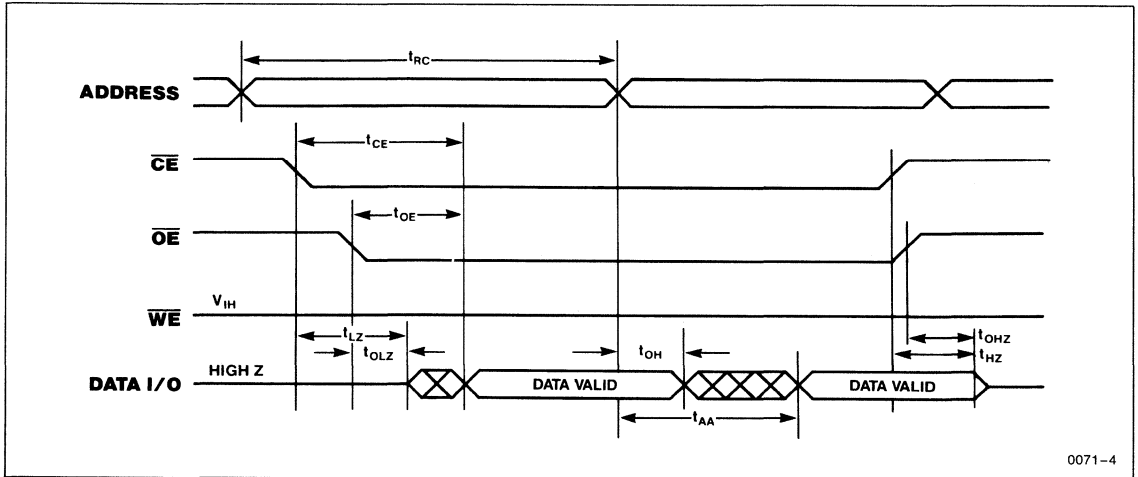 tRC
ADDRESS
tCE
CE
tOE
OE
VIH
WE
tLZ
tOHZ
tOLZ
tOH
tHZ
HIGH Z
DATA I/O
DATA VALID
DATA VALID
tAA
0071-4